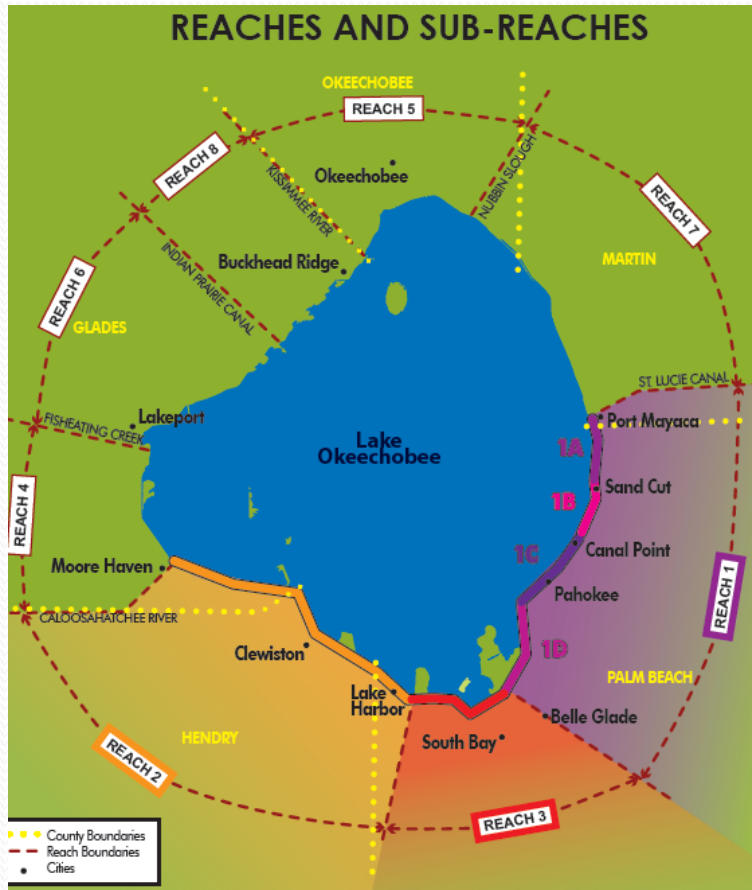 REACHES AND SUB-REACHES
OKEECHOBEE
REACH 5
REACH 8
Okeechobee
KISSIMMEE RIVER
NUBBIN SLOUGH
REACH 7
Buckhead Ridge
MARTIN
REACH 6
INDIAN PRAIRIE CANAL
GLADES
ST. LUCIE CANAL
Lakeport
FISHEATING CREEK
Port Mayaca
Lake
Okeechobee
1A
Sand Cut
REACH 4
1B
Canal Point
1C
Moore Haven
Pahokee
REACH 1
CALOOSAHATCHEE RIVER
Clewiston
1D
PALM BEACH
Lake
Harbor
Belle Glade
HENDRY
South Bay
REACH 2
REACH 3
County Boundaries
Reach Boundaries
Cities